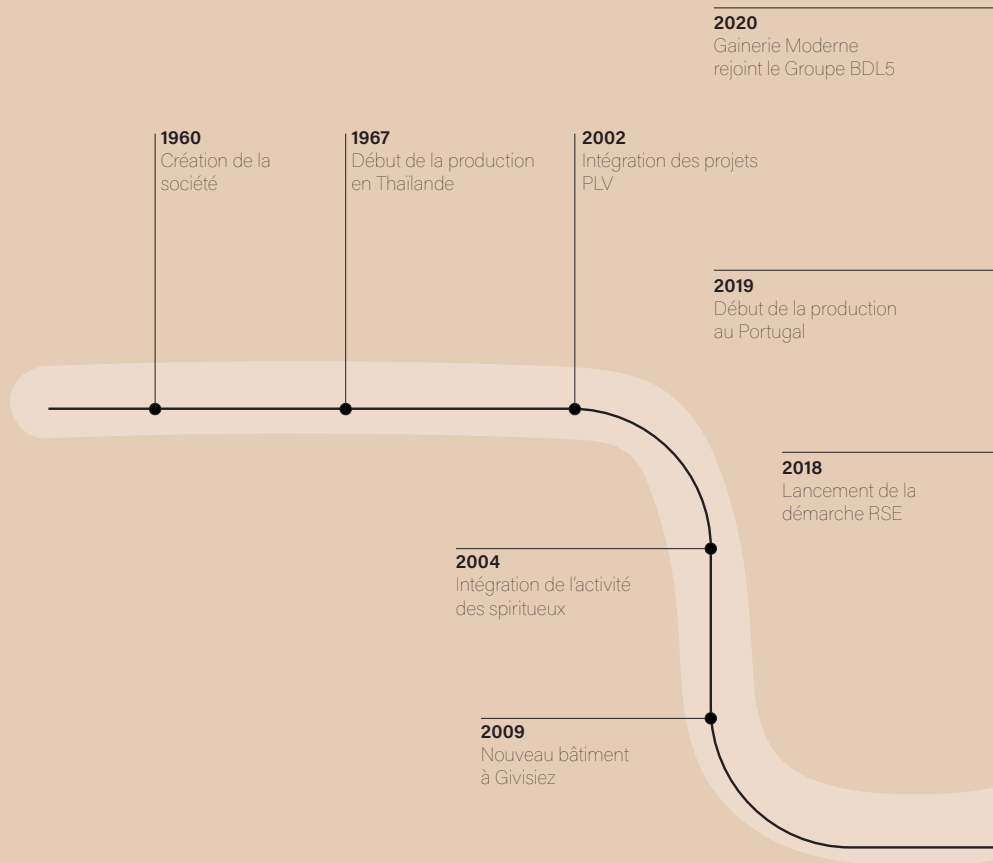 2020
Gainerie Moderne
rejoint le Groupe BDL5
1960
Création de la
société
1967
Début de la production
en Thaïlande
2002
Intégration des projets
PLV
2019
Début de la production
au Portugal
2018
Lancement de la
démarche RSE
2004
Intégration de l'activité
des spiritueux
2009
Nouveau bâtiment
à Givisiez